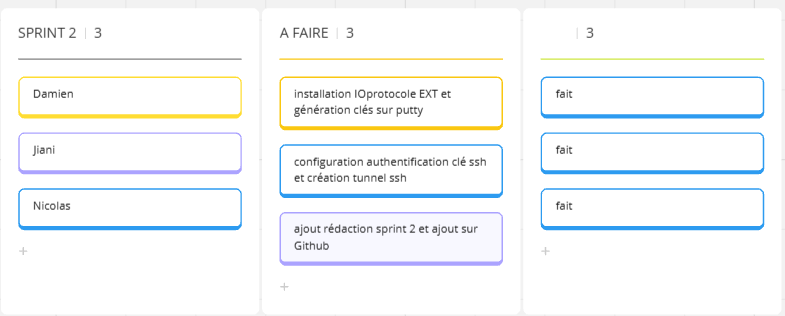 SPRINT 2 | 3
Damien
Jiani
Nicolas
+
A FAIRE | 3
installation IOprotocole EXT et
génération clés sur putty
configuration authentification clé ssh
et création tunnel ssh
ajout rédaction sprint 2 et ajout sur
Github
+
| 3
fait
fait
fait
+